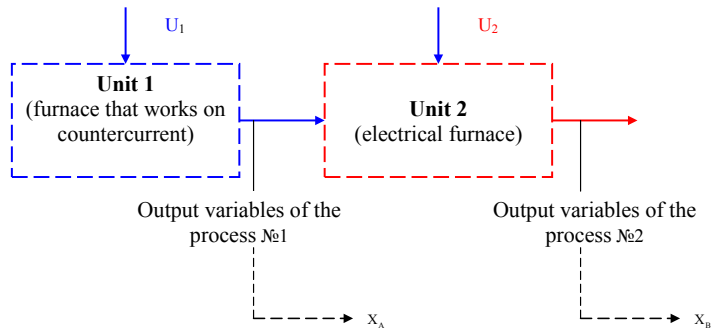 U1
U2
Unit 1
(furnace that works on
countercurrent)
Unit 2
(electrical furnace)
Output variables of the
process №1
Output variables of the
process №2
XA
XB